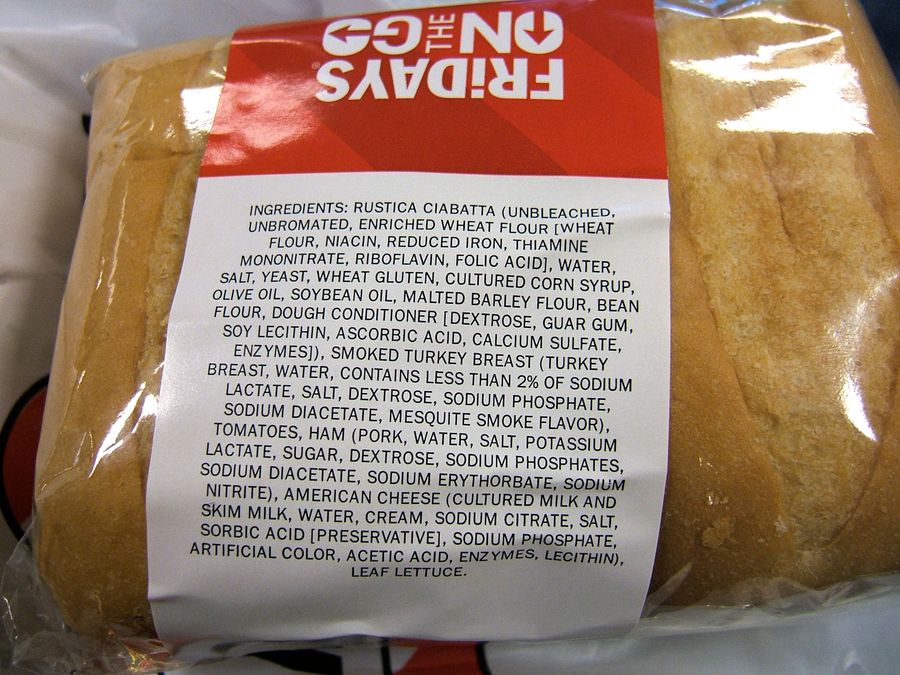 FRiDAYS®
ON THE GO
INGREDIENTS: RUSTICA CIABATTA (UNBLEACHED,
UNBROMATED, ENRICHED WHEAT FLOUR [WHEAT
FLOUR, NIACIN, REDUCED IRON, THIAMINE
MONONITRATE, RIBOFLAVIN, FOLIC ACID], WATER,
SALT, YEAST, WHEAT GLUTEN, CULTURED CORN SYRUP,
OLIVE OIL, SOYBEAN OIL, MALTED BARLEY FLOUR, BEAN
FLOUR, DOUGH CONDITIONER [DEXTROSE, GUAR GUM,
SOY LECITHIN, ASCORBIC ACID, CALCIUM SULFATE,
ENZYMES]), SMOKED TURKEY BREAST (TURKEY
BREAST, WATER, CONTAINS LESS THAN 2% OF SODIUM
LACTATE, SALT, DEXTROSE, SODIUM PHOSPHATE,
SODIUM DIACETATE, MESQUITE SMOKE FLAVOR),
TOMATOES, HAM (PORK, WATER, SALT, POTASSIUM
LACTATE, SUGAR, DEXTROSE, SODIUM PHOSPHATES,
SODIUM DIACETATE, SODIUM ERYTHORBATE, SODIUM
NITRITE), AMERICAN CHEESE (CULTURED MILK AND
SKIM MILK, WATER, CREAM, SODIUM CITRATE, SALT,
SORBIC ACID [PRESERVATIVE], SODIUM PHOSPHATE,
ARTIFICIAL COLOR, ACETIC ACID, ENZYMES, LECITHIN),
LEAF LETTUCE.